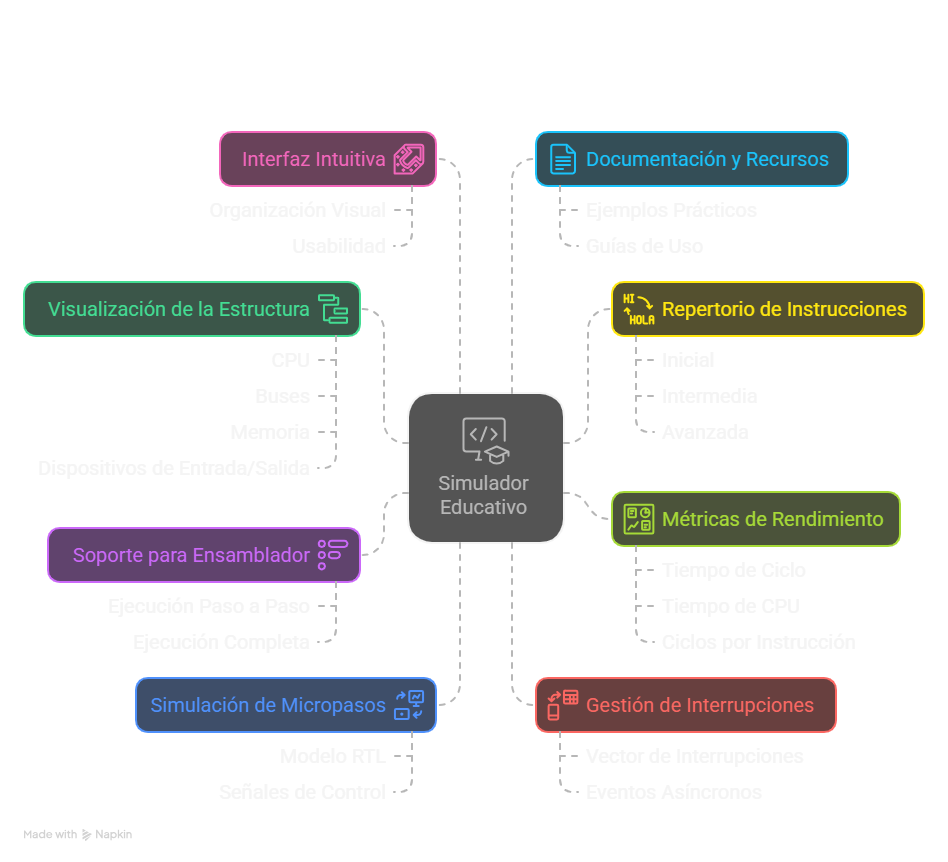 Interfaz Intuitiva
Organización Visual
Usabilidad
Documentación y Recursos
Ejemplos Prácticos
Guías de Uso
Visualización de la Estructura
CPU
Buses
Memoria
Dispositivos de Entrada/Salida
HI
HOLA
Repertorio de Instrucciones
Inicial
Intermedia
Avanzada
Simulador
Educativo
Soporte para Ensamblador
Ejecución Paso a Paso
Ejecución Completa
Métricas de Rendimiento
Tiempo de Ciclo
Tiempo de CPU
Ciclos por Instrucción
Simulación de Micropasos
Modelo RTL
Señales de Control
Gestión de Interrupciones
Vector de Interrupciones
Eventos Asíncronos
Made with Napkin